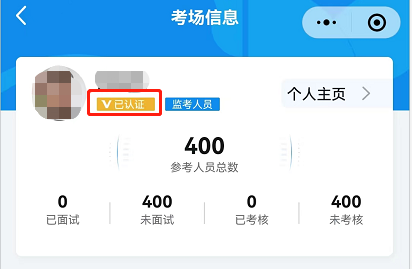 考场信息
已认证 监考人员
个人主页
400
参考人员总数
0 400 0 400
已面试 未面试 已考核 未考核